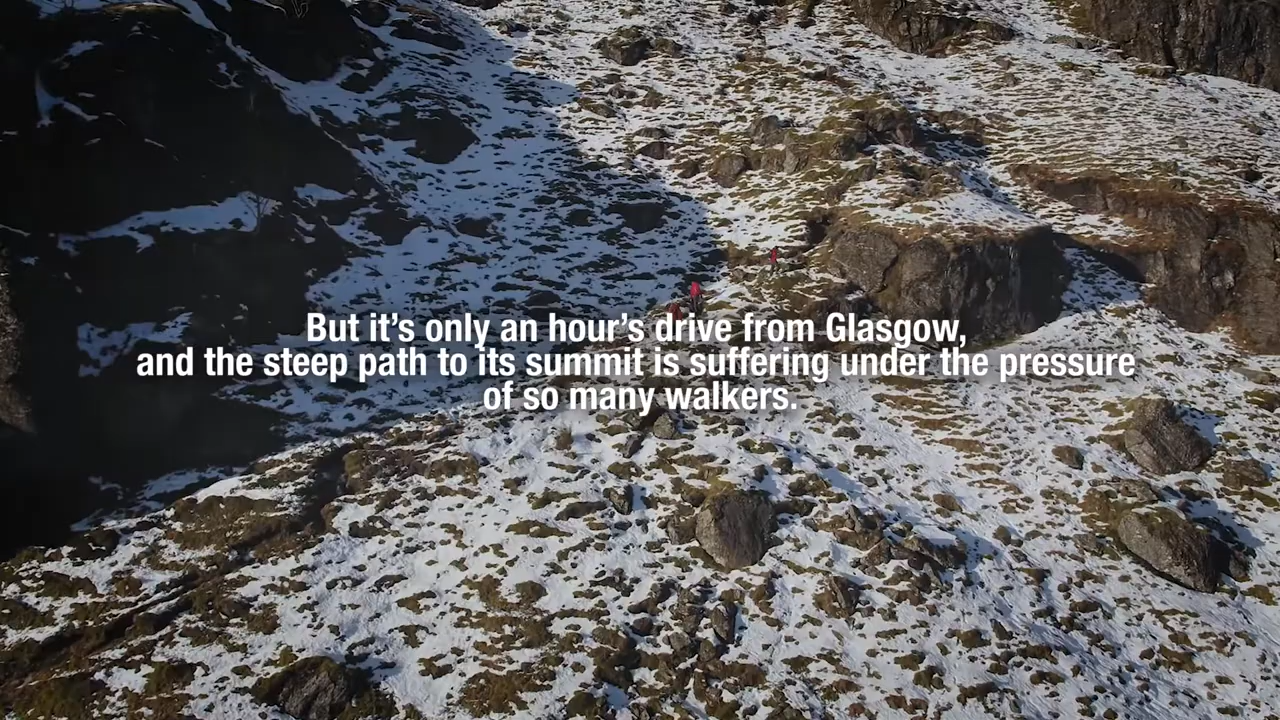 But it’s only an hour’s drive from Glasgow,
and the steep path to its summit is suffering under the pressure
of so many walkers.